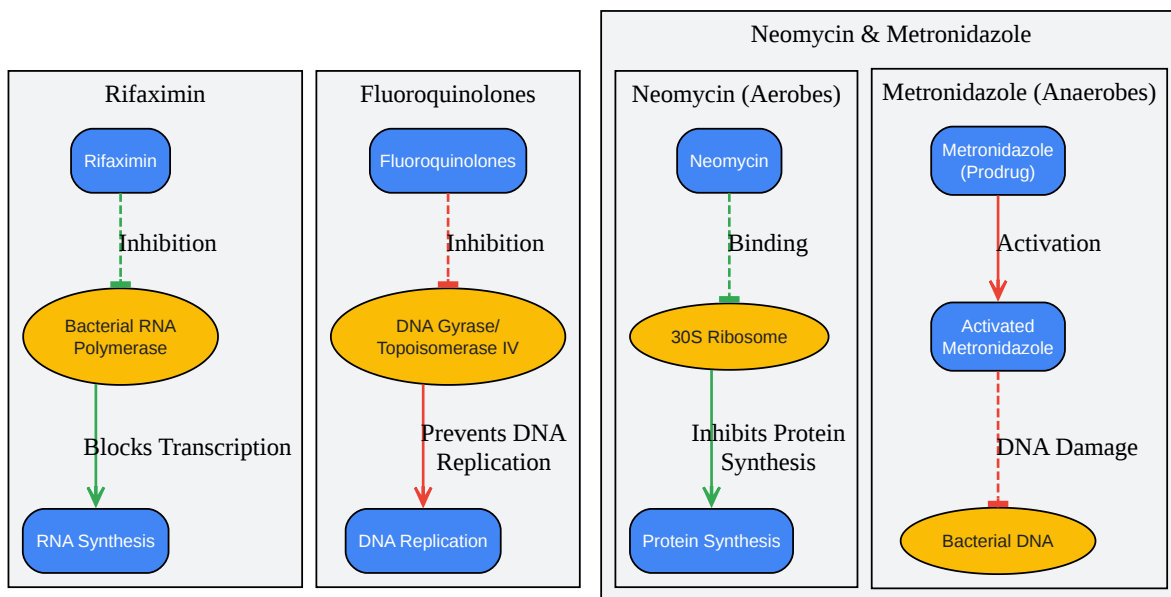 Neomycin & Metronidazole
Rifaximin
Rifaximin
Inhibition
Bacterial RNA
Polymerase
Blocks Transcription
RNA Synthesis
Fluoroquinolones
Fluoroquinolones
Inhibition
DNA Gyrase/
Topoisomerase IV
Prevents DNA
Replication
DNA Replication
Neomycin (Aerobes)
Neomycin
Binding
30S Ribosome
Inhibits Protein
Synthesis
Protein Synthesis
Metronidazole (Anaerobes)
Metronidazole
(Prodrug)
Activation
Activated
Metronidazole
DNA Damage
Bacterial DNA